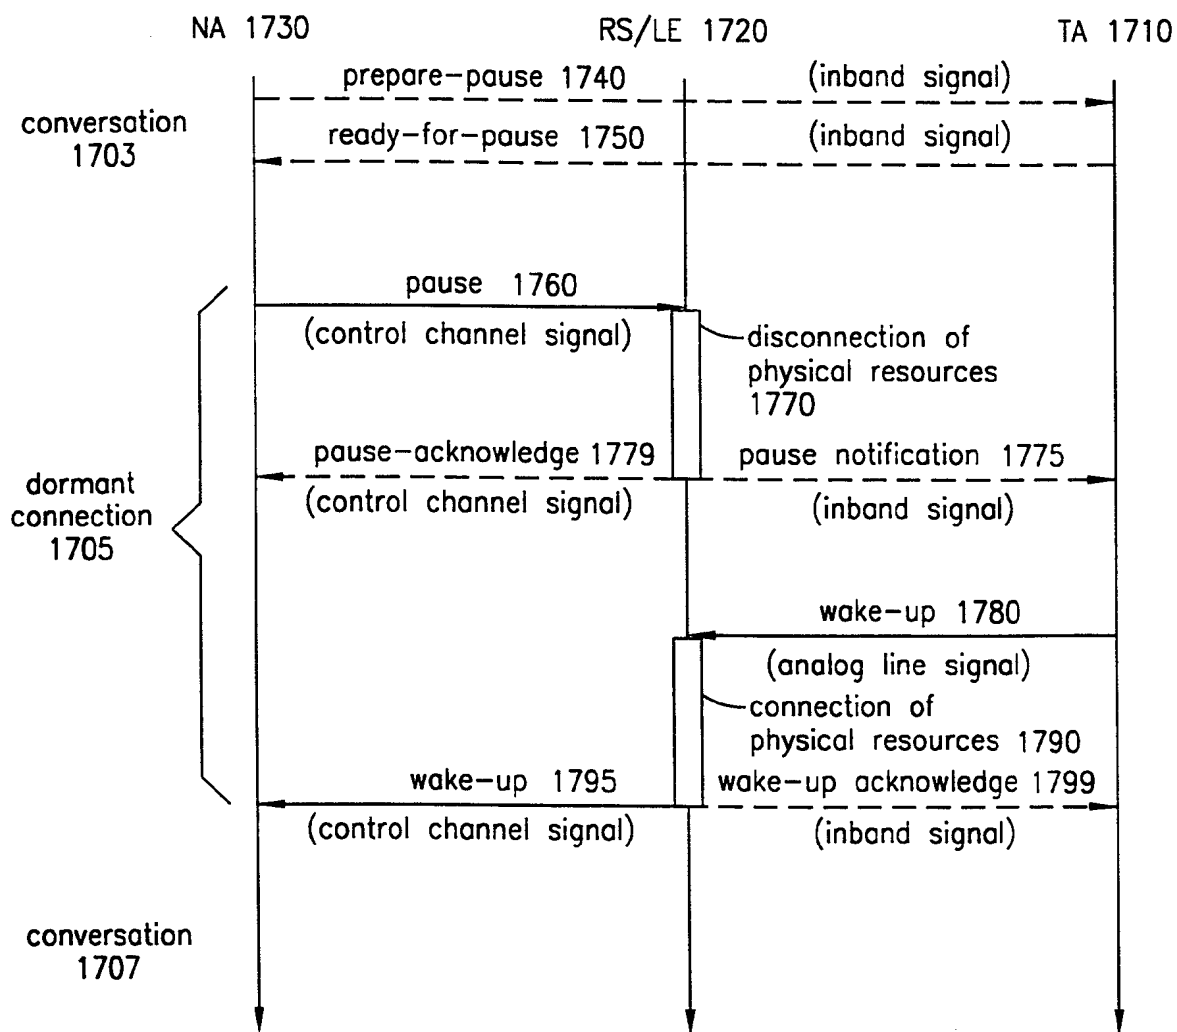 NA 1730 RS/LE 1720 TA 1710
prepare-pause 1740 (inband signal)
conversation
1703
ready-for-pause 1750 (inband signal)
pause 1760
(control channel signal)
disconnection of
physical resources
1770
pause-acknowledge 1779 pause notification 1775
(control channel signal) (inband signal)
dormant
connection
1705
wake-up 1780
(analog line signal)
connection of
physical resources 1790
wake-up 1795 wake-up acknowledge 1799
(control channel signal) (inband signal)
conversation
1707